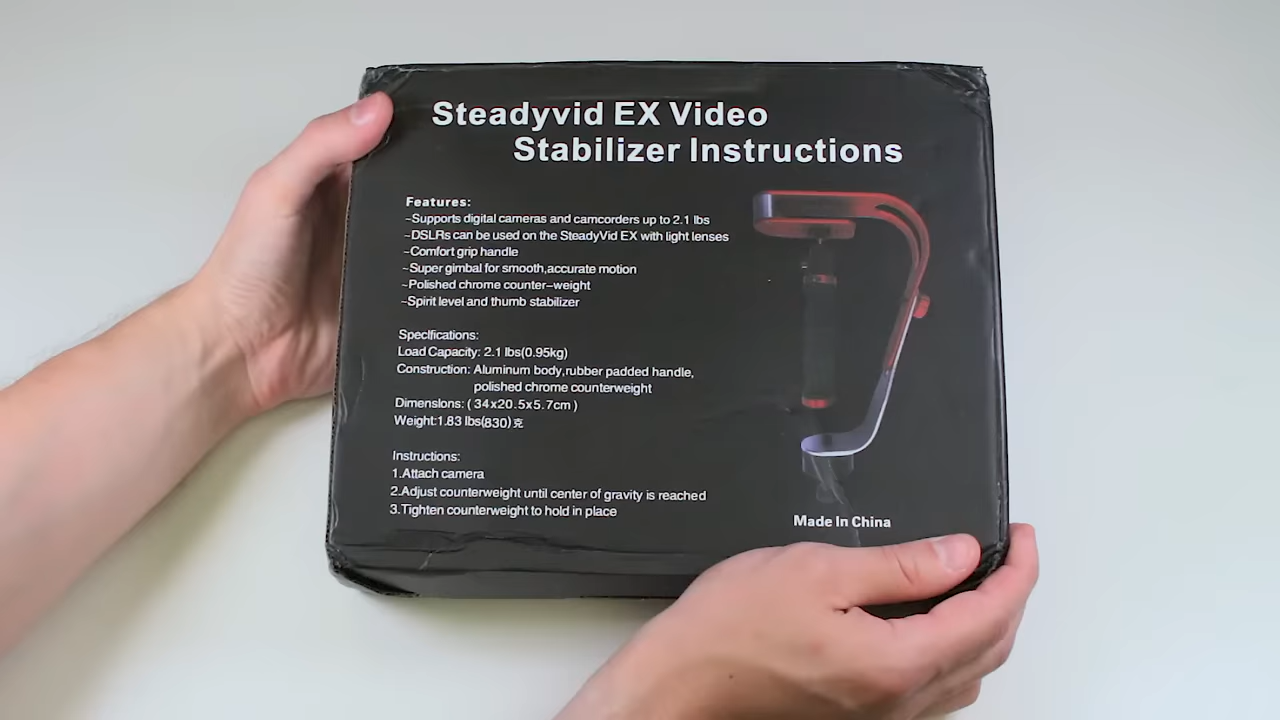 Steadyvid EX Video
Stabilizer Instructions
Features:
~Supports digital cameras and camcorders up to 2.1 lbs
~DSLRs can be used on the SteadyVid EX with light lenses
~Comfort grip handle
~Super gimbal for smooth,accurate motion
~Polished chrome counter-weight
~Spirit level and thumb stabilizer
Specifications:
Load Capacity: 2.1 lbs(0.95kg)
Construction: Aluminum body,rubber padded handle,
polished chrome counterweight
Dimensions: (34x20.5x5.7cm)
Weight:1.83 lbs(830)克
Instructions:
1.Attach camera
2.Adjust counterweight until center of gravity is reached
3.Tighten counterweight to hold in place
Made In China